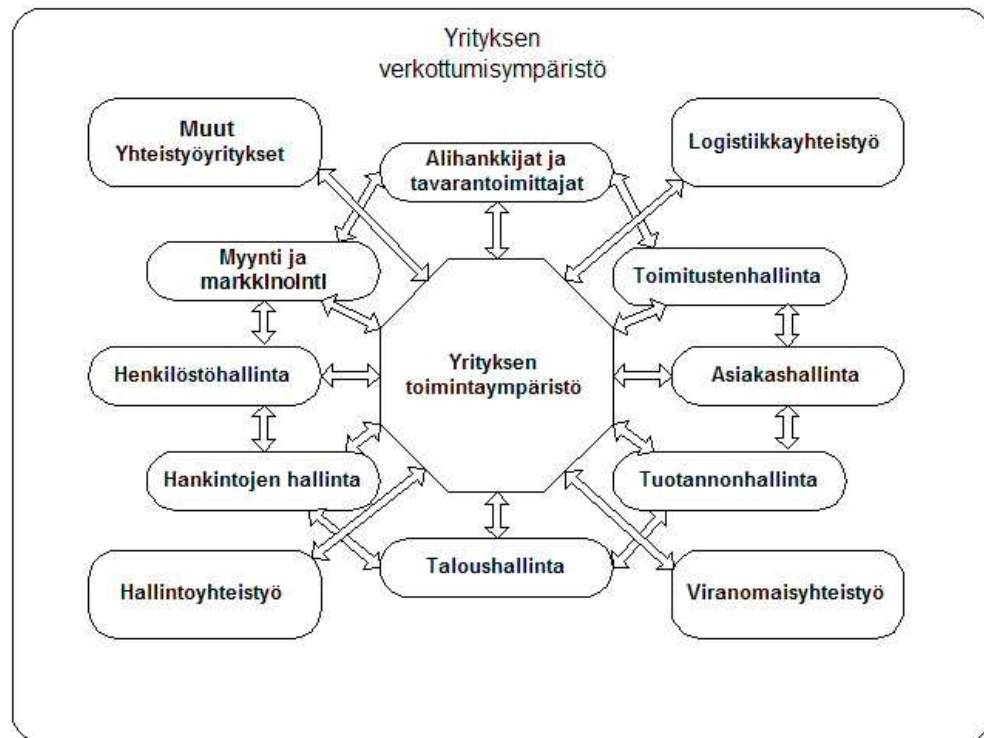 Yrityksen
verkottumisympäristö
Muut
Yhteistyöyritykset
Alihankkijat ja
tavarantoimittajat
Logistiikkayhteistyö
Myynti ja
markkinointi
Toimitustenhallinta
Henkilöstöhallinta
Yrityksen
toimintaympäristö
Asiakashallinta
Hankintojen hallinta
Tuotannonhallinta
Hallintoyhteistyö
Taloushallinta
Viranomaisyhteistyö